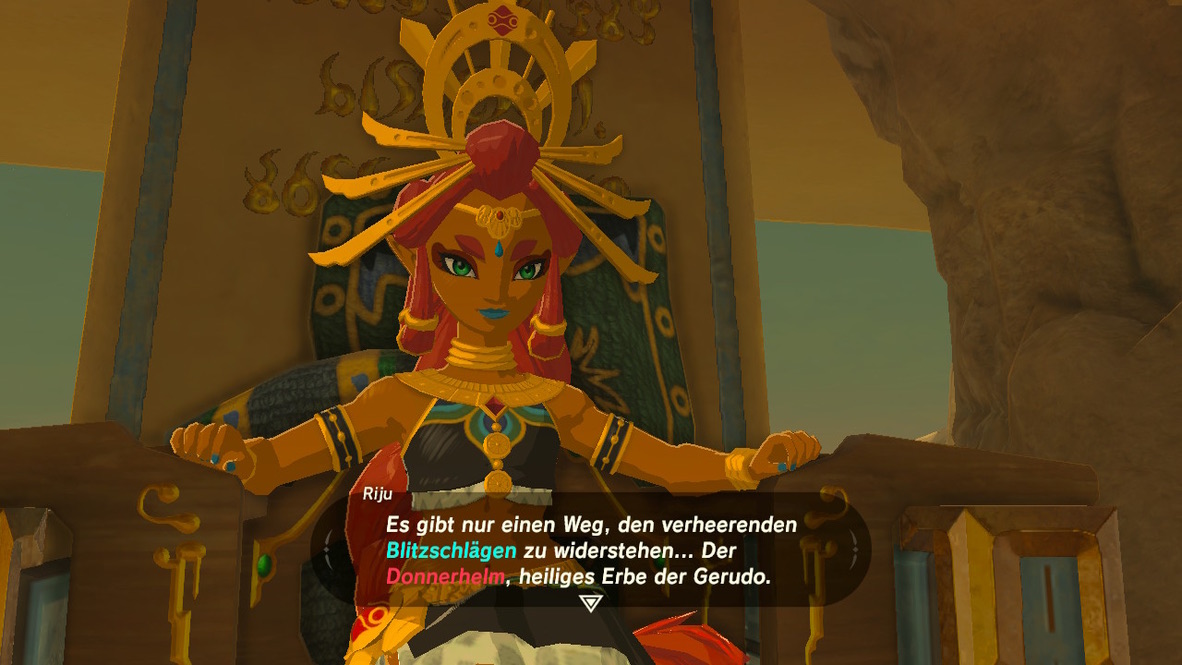 Riju
Es gibt nur einen Weg, den verheerenden
Blitzschlägen zu widerstehen... Der
Donnerhelm, heiliges Erbe der Gerudo.